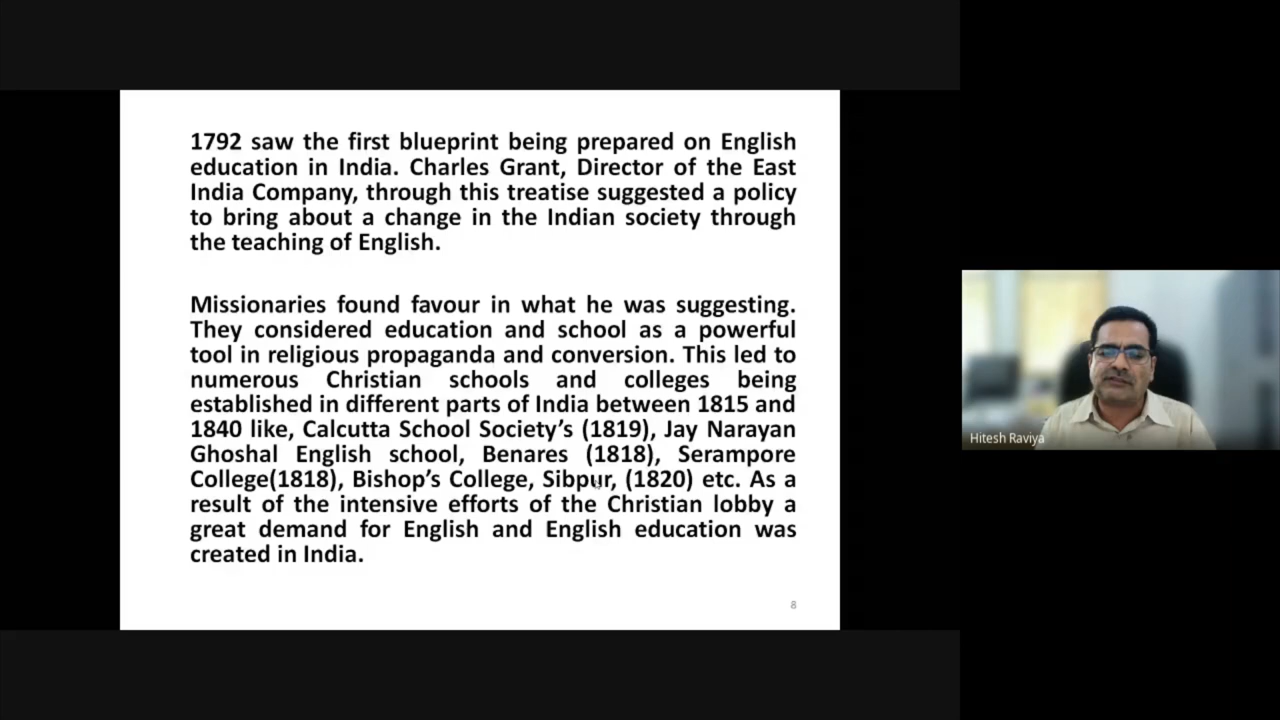 1792 saw the first blueprint being prepared on English
education in India. Charles Grant, Director of the East
India Company, through this treatise suggested a policy
to bring about a change in the Indian society through
the teaching of English.
Missionaries found favour in what he was suggesting.
They considered education and school as a powerful
tool in religious propaganda and conversion. This led to
numerous Christian schools and colleges being
established in different parts of India between 1815 and
1840 like, Calcutta School Society’s (1819), Jay Narayan
Ghoshal English school, Benares (1818), Serampore
College(1818), Bishop’s College, Sibpur, (1820) etc. As a
result of the intensive efforts of the Christian lobby a
great demand for English and English education was
created in India.
8
Hitesh Raviya